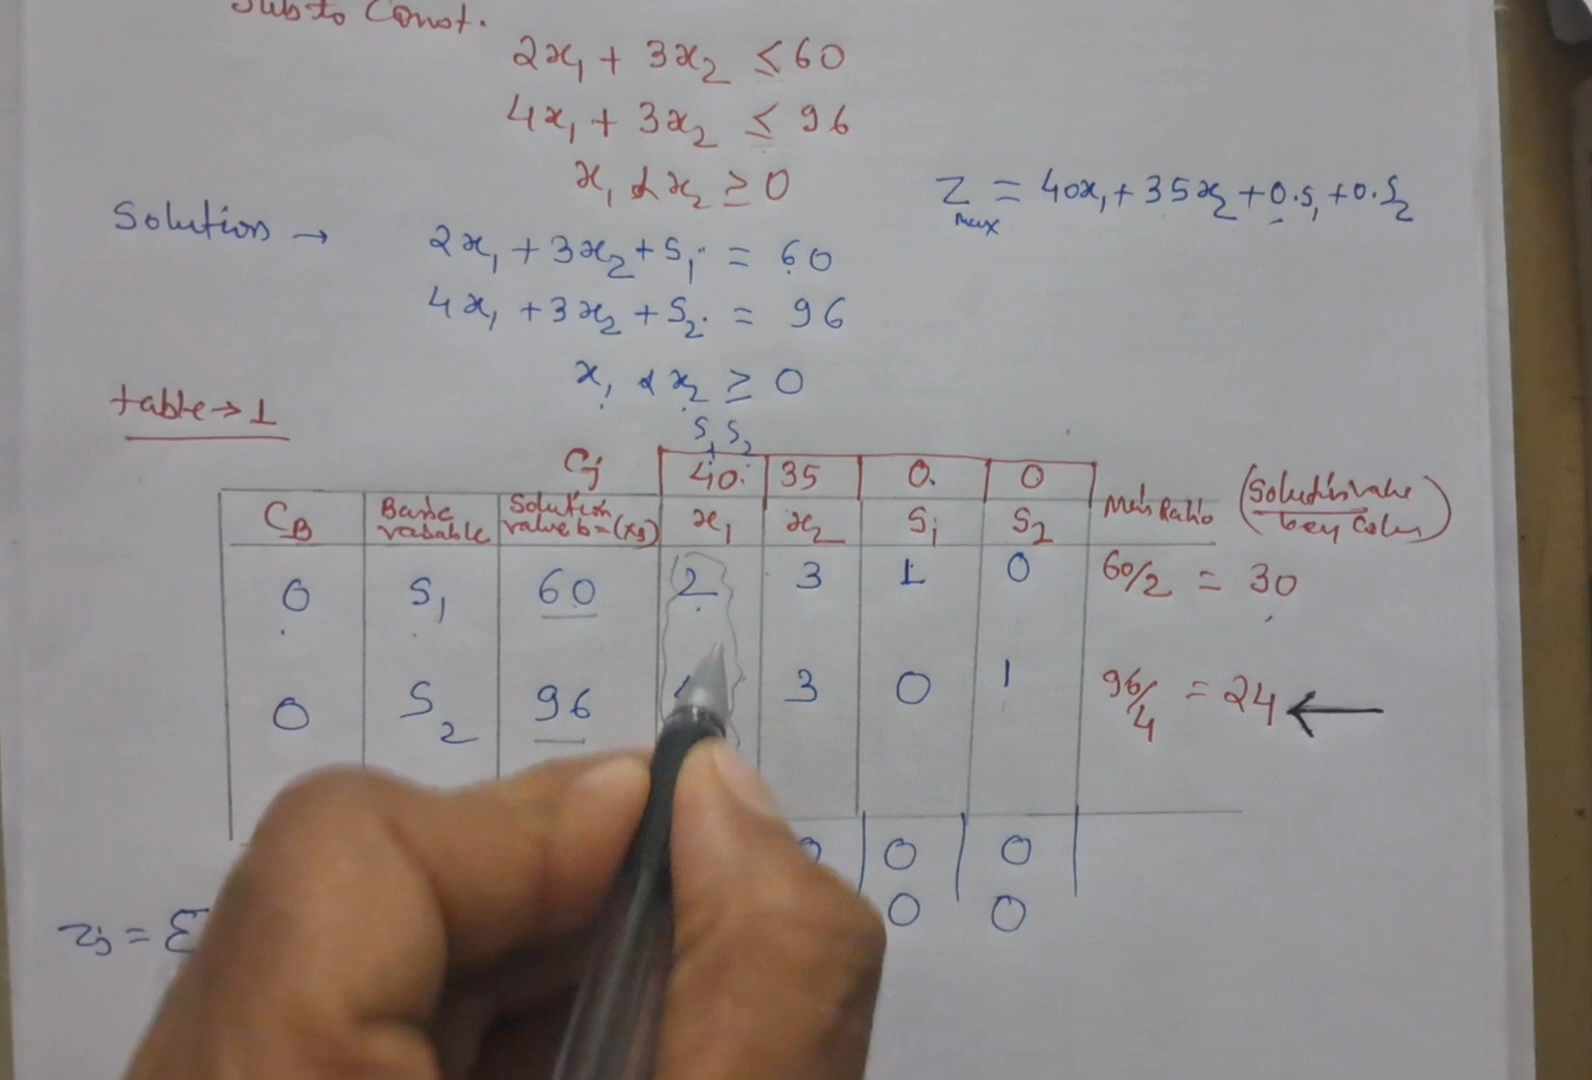 Sub to Const.
2x₁ + 3x₂ ≤ 60
4x₁ + 3x₂ ≤ 96
x₁ & x₂ ≥ 0
Z max = 40x₁ + 35x₂ + 0.s₁ + 0.S₂
Solution →
2x₁ + 3x₂ + S₁ = 60
4x₁ + 3x₂ + S₂ = 96
x₁ & x₂ ≥ 0
S₁ S₂
table → 1
Cj 40 35 0 0
CB Basic variable Solution value b=(xB) x₁ x₂ S₁ S₂ Min Ratio (Solution value / key Colum)
0 S₁ 60 2 3 1 0 60/2 = 30
0 S₂ 96 3 0 1 96/4 = 24 ←
0 0
zj = Σ 0 0